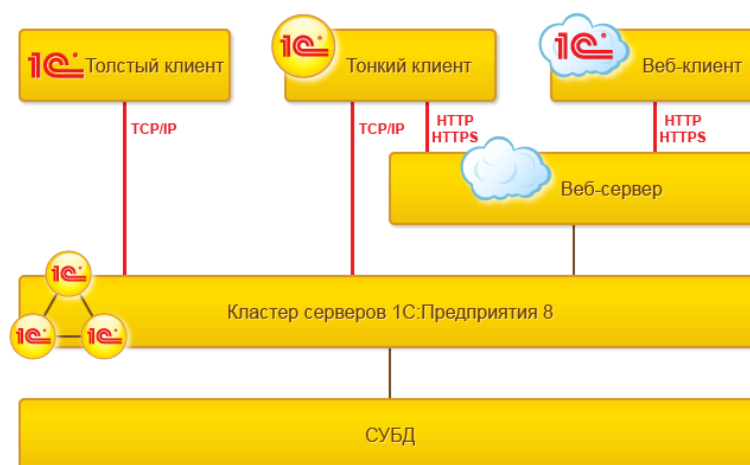 1С Толстый клиент
1С Тонкий клиент
1С Веб-клиент
TCP/IP
TCP/IP
HTTP
HTTPS
HTTP
HTTPS
Веб-сервер
1С
1С
1С
Кластер серверов 1С:Предприятия 8
СУБД